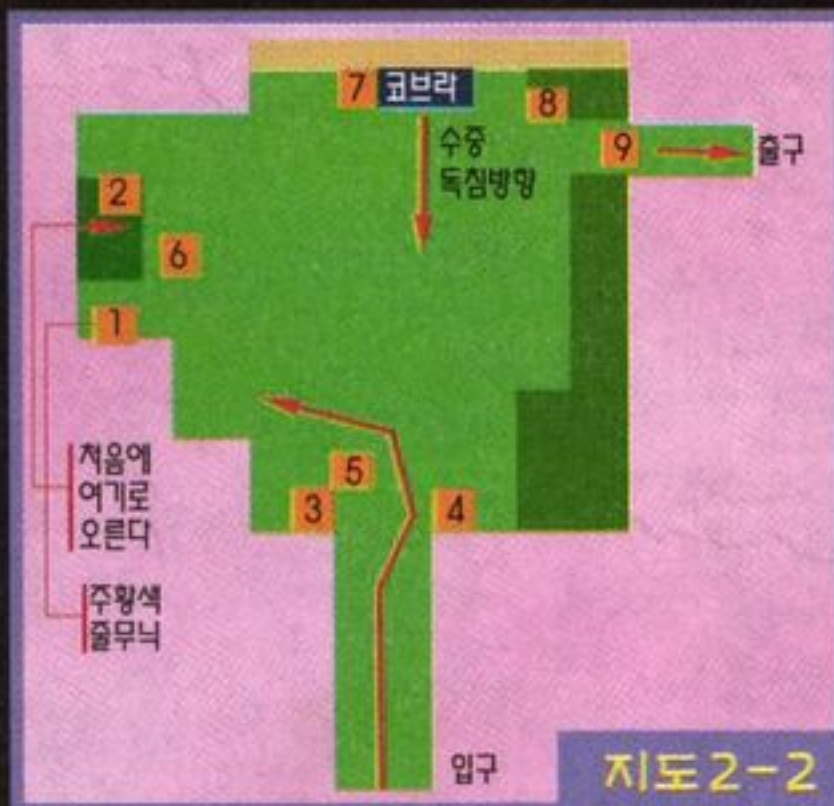 7 코브라 8
수중
독침방향
9 출구
2
6
1
처음에
여기로
오른다
5
3 4
주황색
줄무늬
입구
지도2-2